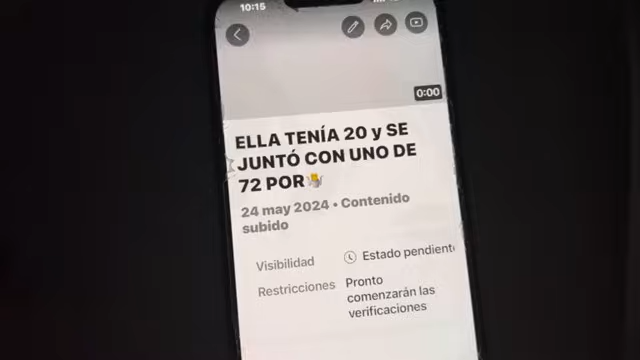 10:15
0:00
ELLA TENÍA 20 y SE
JUNTÓ CON UNO DE
72 POR
24 may 2024 • Contenido
subido
Visibilidad
Estado pendient
Restricciones
Pronto
comenzarán las
verificaciones